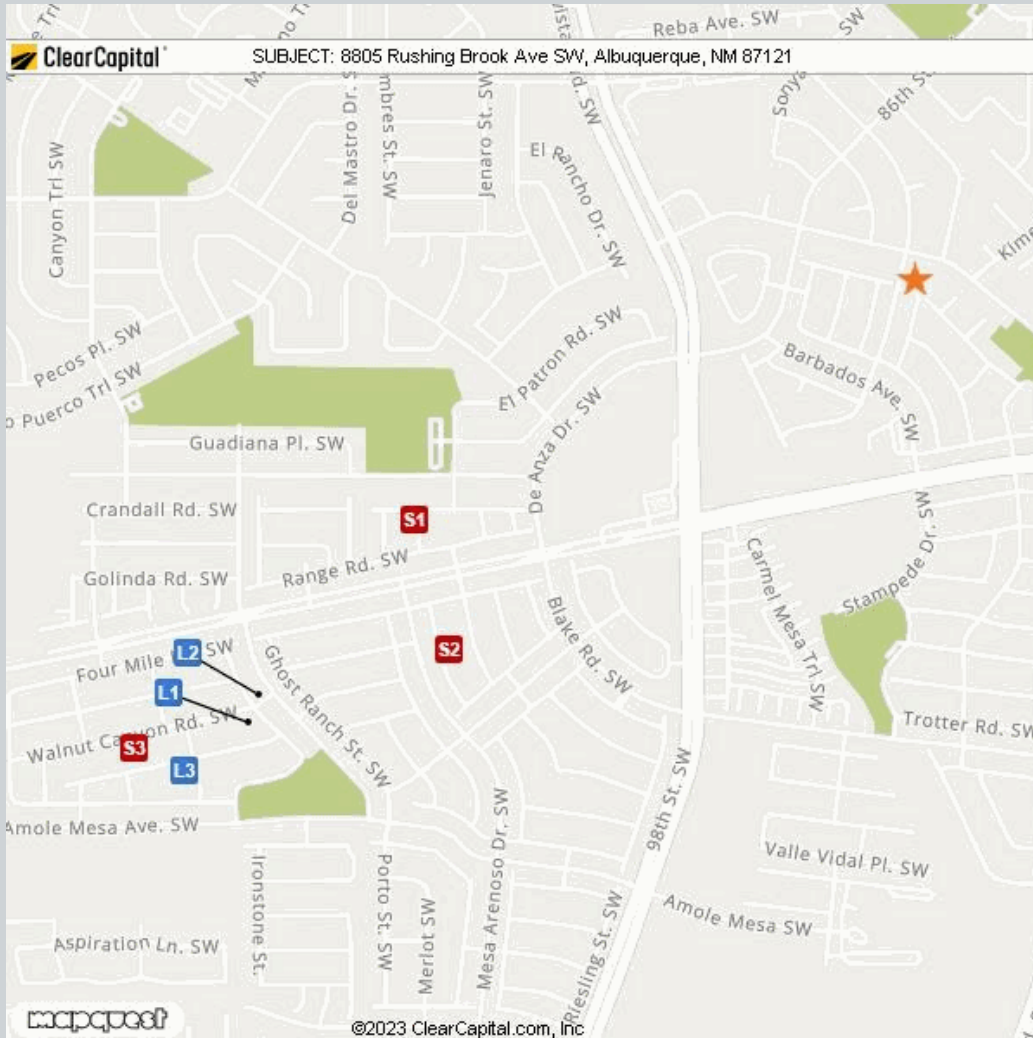 Reba Ave. SW
SW
ClearCapital
SUBJECT: 8805 Rushing Brook Ave SW, Albuquerque, NM 87121
86th S
Canyon Trl SW
Del Mastro Dr. S
mbres St. SW
Jenaro St. SW
El Rancho Dr. SW
Pecos Pl. SW
o Puerco Trl SW
El Patron Rd. SW
Barbados Ave. SW
Guadiana Pl. SW
De Anza Dr. SW
Crandall Rd. SW
S1
Range Rd. SW
Golinda Rd. SW
Carmel Mesa Trl SW
Stampede Dr. SW
Blake Rd. SW
Four Mile
SW
L2
S2
L1
Ghost Ranch St. SW
Walnut Canyon Rd. SW
S3
L3
Trotter Rd. SW
98th St. SW
Amole Mesa Ave. SW
Mesa Arenoso Dr. SW
Valle Vidal Pl. SW
Ironstone St.
Porto St. SW
Merlot SW
Riesling St. SW
Amole Mesa SW
Aspiration Ln. SW
mapquest
©2023 ClearCapital.com, Inc